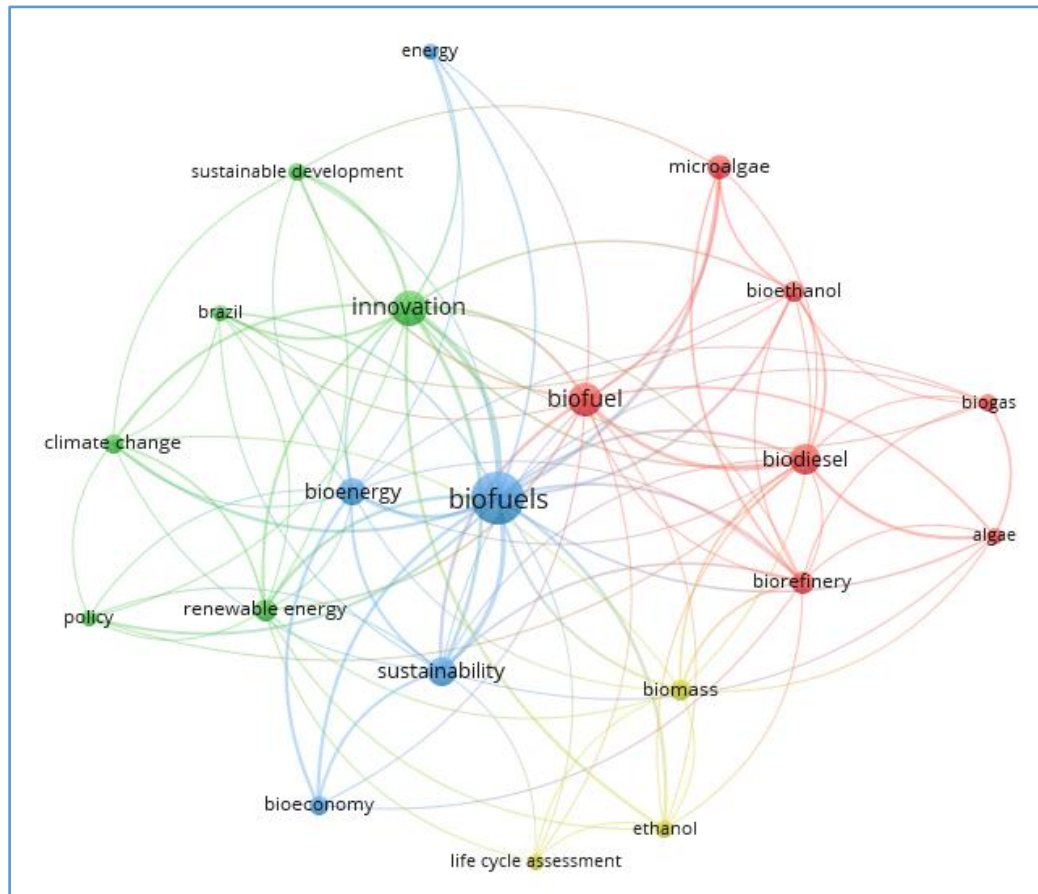 energy
microalgae
sustainable development
bioethanol
innovation
brazil
biofuel
biogas
climate change
biodiesel
bioenergy
biofuels
algae
biorefinery
renewable energy
policy
sustainability
biomass
bioeconomy
ethanol
life cycle assessment